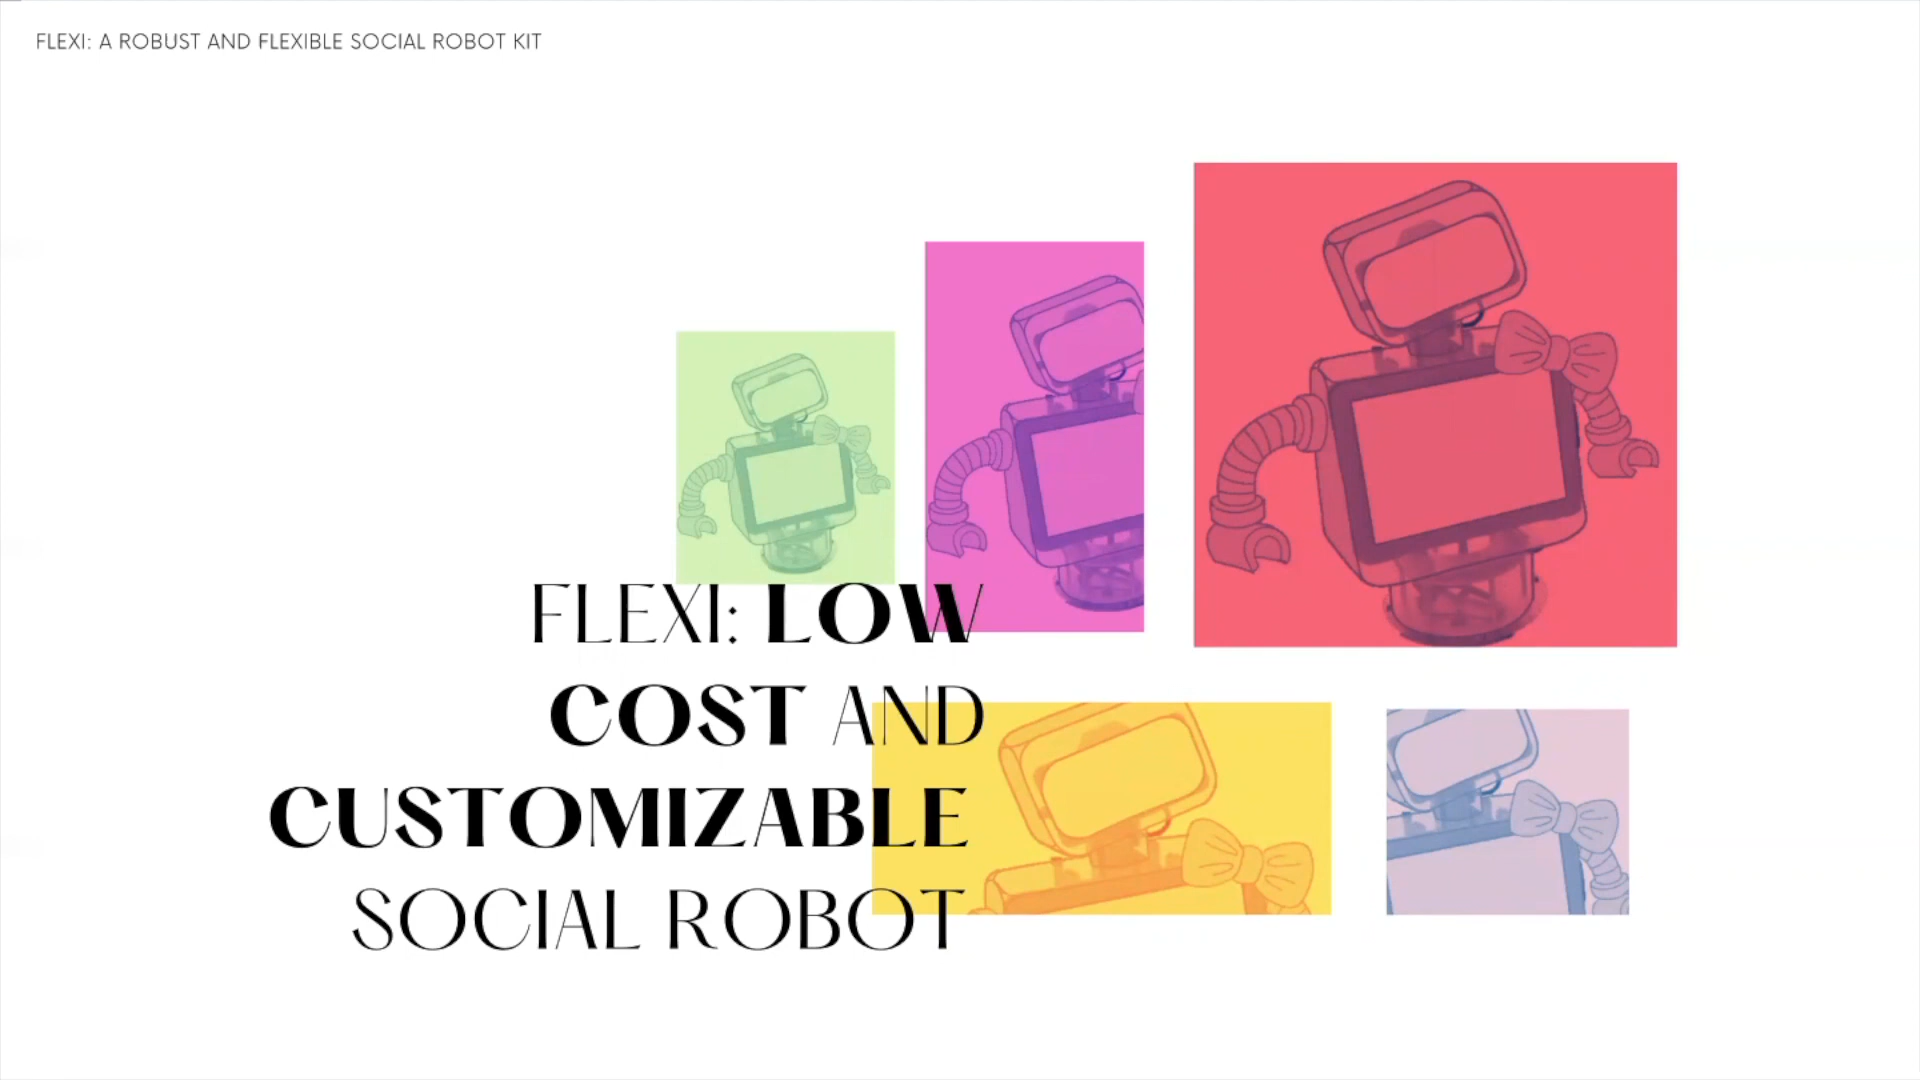 FLEXI: A ROBUST AND FLEXIBLE SOCIAL ROBOT KIT
FLEXI: LOW
COST AND
CUSTOMIZABLE
SOCIAL ROBOT